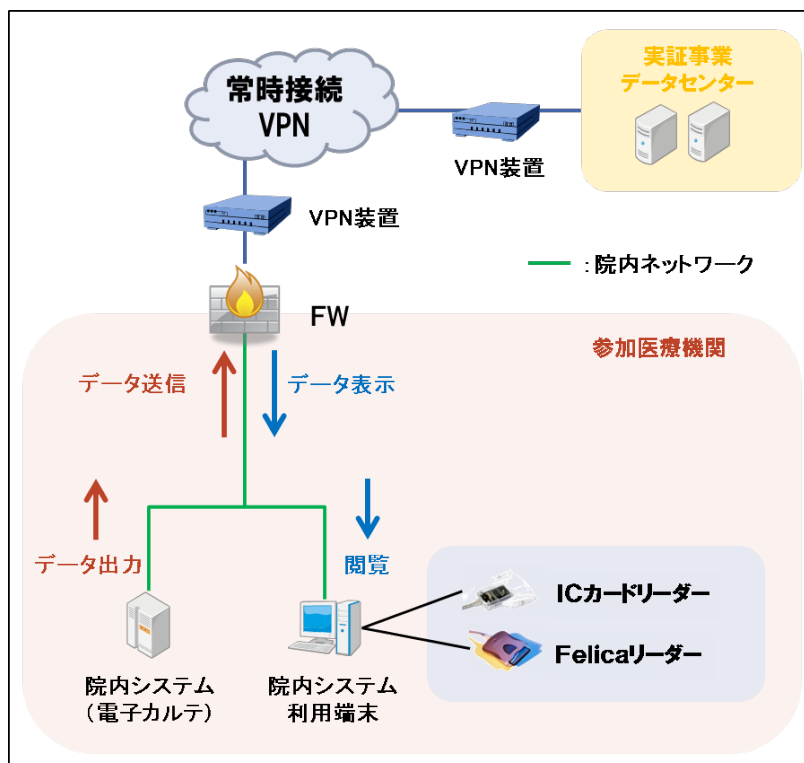 常時接続
VPN
実証事業
データセンター
VPN装置
VPN装置
：院内ネットワーク
FW
参加医療機関
データ送信
データ表示
データ出力
閲覧
ICカードリーダー
Felicaリーダー
院内システム
（電子カルテ）
院内システム
利用端末